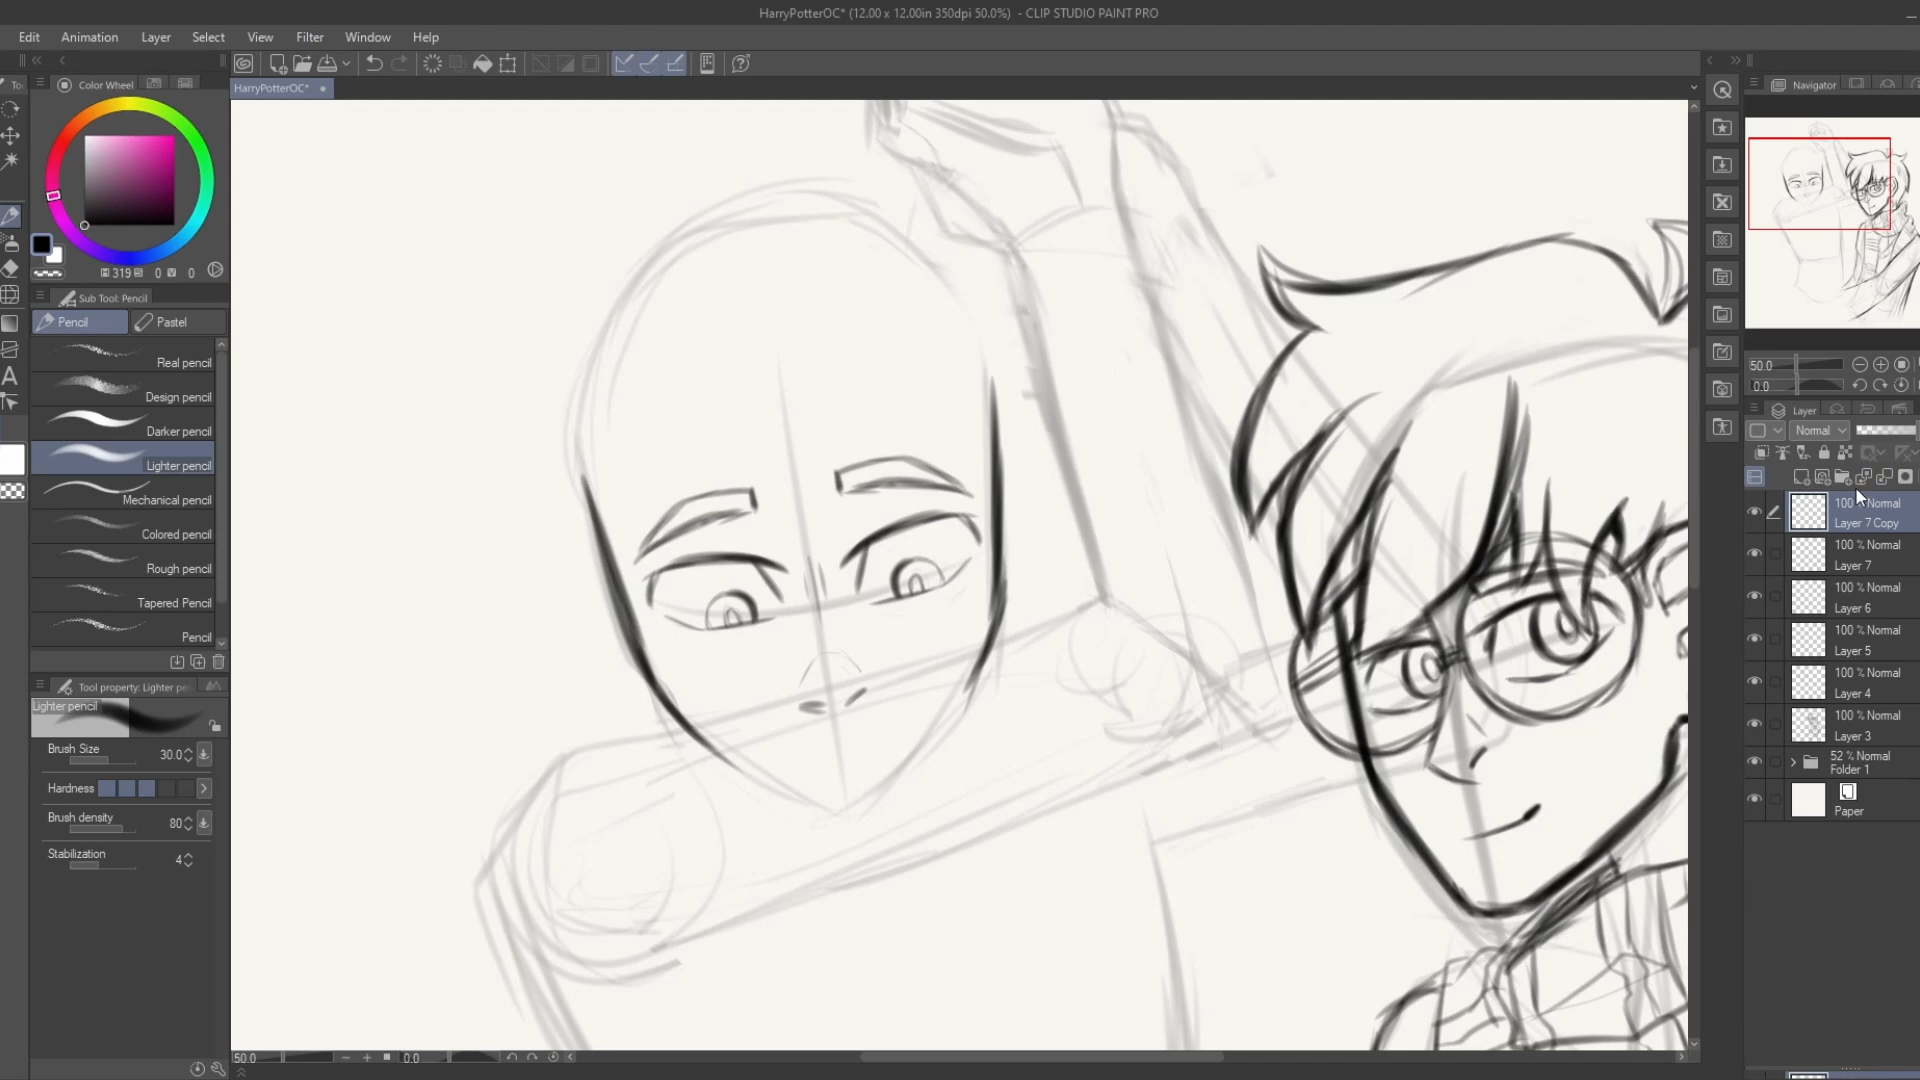 HarryPotterOC* (12.00 x 12.00in 350dpi 50.0%) - CLIP STUDIO PAINT PRO
Edit Animation Layer Select View Filter Window Help
Color Wheel
HarryPotterOC*
Navigator
319 0 0
Sub Tool: Pencil
Pencil Pastel
Real pencil
Design pencil
Darker pencil
Lighter pencil
Mechanical pencil
Colored pencil
Rough pencil
Tapered Pencil
Pencil
Tool property: Lighter pe
Lighter pencil
Brush Size 30.0
Hardness
Brush density 80
Stabilization 4
50.0 0.0
50.0
0.0
Layer
Normal
100 % Normal
Layer 7 Copy
100 % Normal
Layer 7
100 % Normal
Layer 6
100 % Normal
Layer 5
100 % Normal
Layer 4
100 % Normal
Layer 3
52 % Normal
Folder 1
Paper